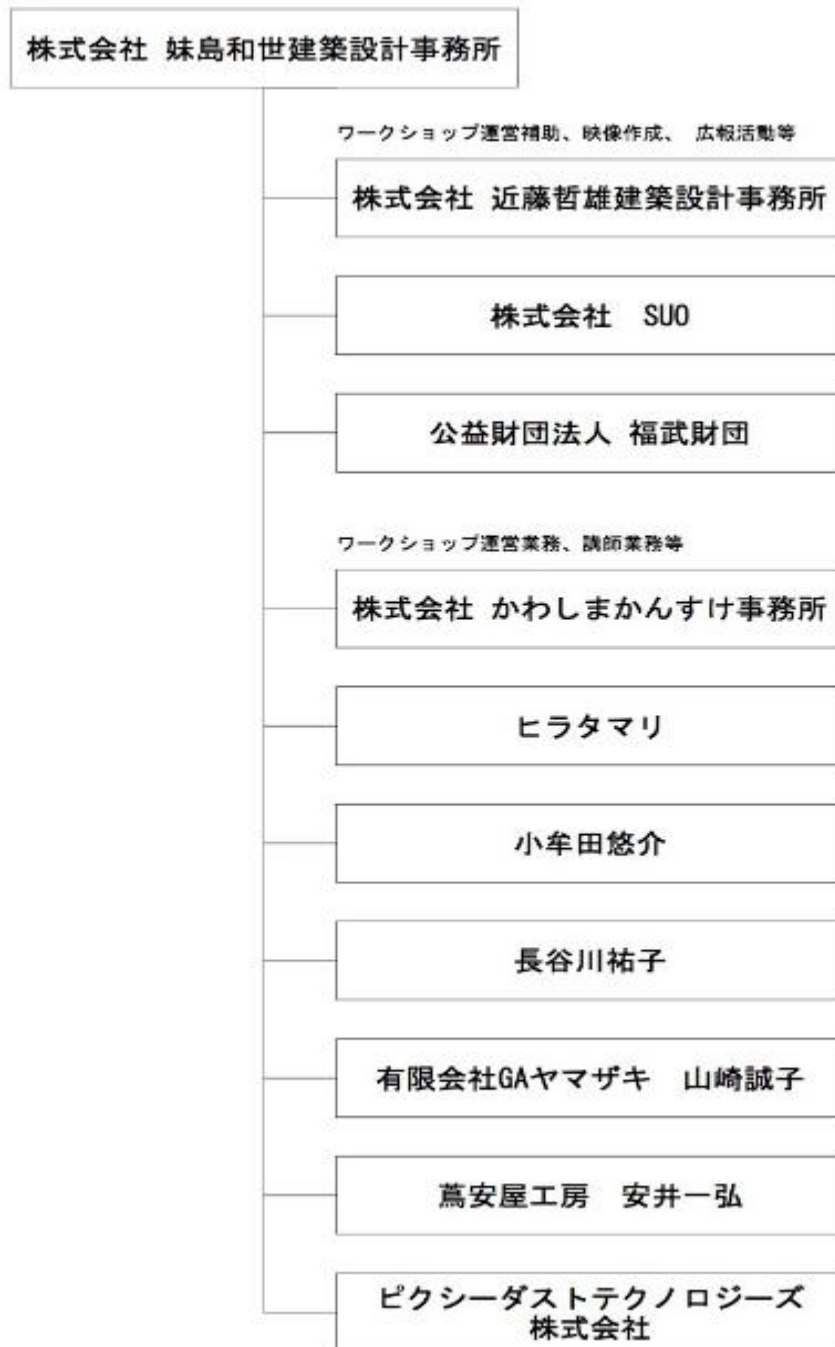 株式会社 妹島和世建築設計事務所
ワークショップ運営補助、映像作成、 広報活動等
株式会社 近藤哲雄建築設計事務所
株式会社　SUO
公益財団法人 福武財団
ワークショップ運営業務、講師業務等
株式会社 かわしまかんすけ事務所
ヒラタマリ
小牟田悠介
長谷川祐子
有限会社GAヤマザキ　山崎誠子
蔦安屋工房　安井一弘
ピクシーダストテクノロジーズ
株式会社